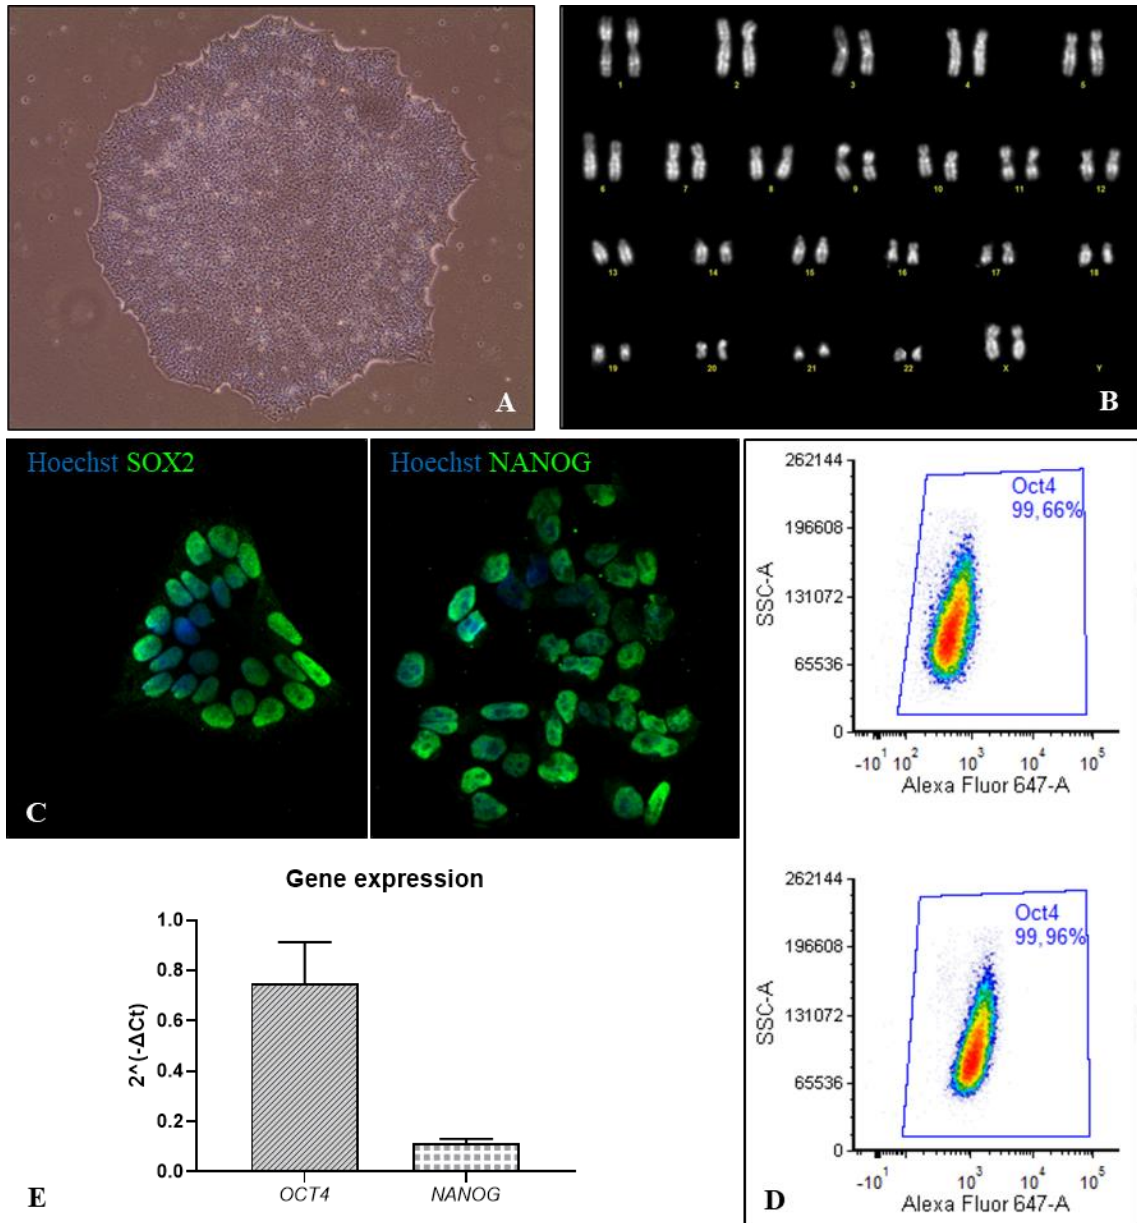 A
1 2 3 4 5
6 7 8 9 10 11 12
13 14 15 16 17 18
19 20 21 22 X Y
B
Hoechst SOX2
Hoechst NANOG
C
262144
196608
131072
65536
0
SSC-A
Oct4
99,66%
-10¹ 10² 10³ 10⁴ 10⁵
Alexa Fluor 647-A
262144
196608
131072
65536
0
SSC-A
Oct4
99,96%
-10¹ 10³ 10⁴ 10⁵
Alexa Fluor 647-A
D
Gene expression
1.0
0.8
0.6
0.4
0.2
0.0
2^(-ΔCt)
OCT4 NANOG
E